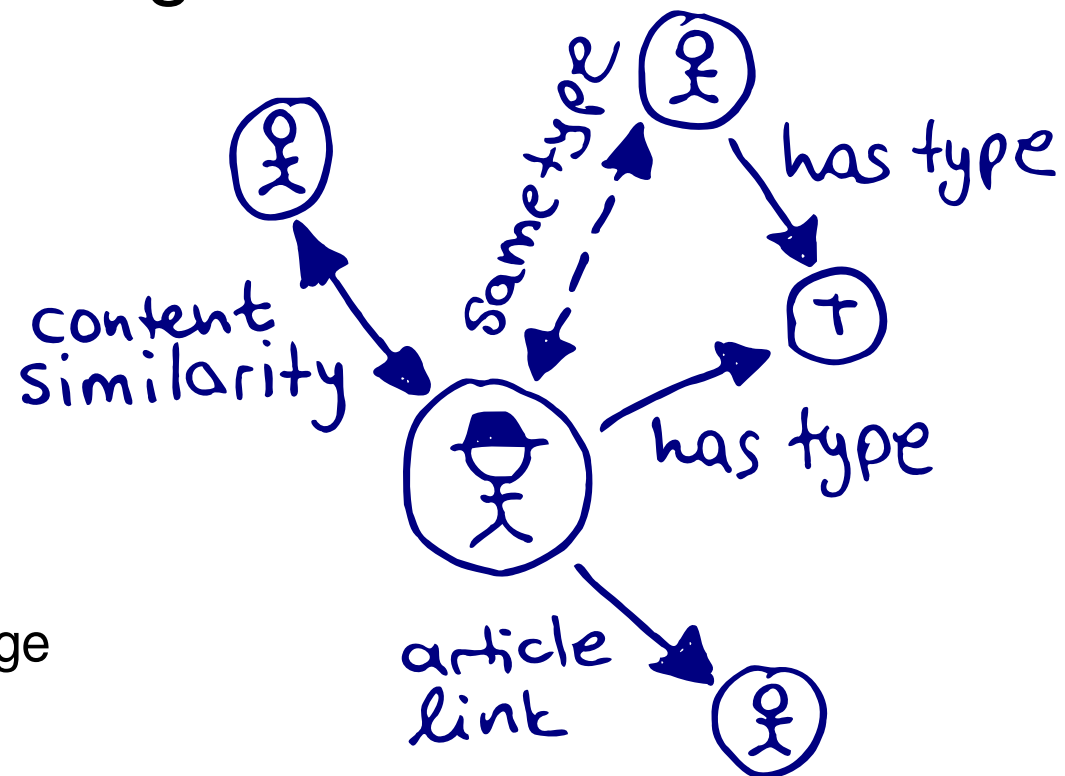 g
same type
has type
content
similarity
T
has type
ge
article
link